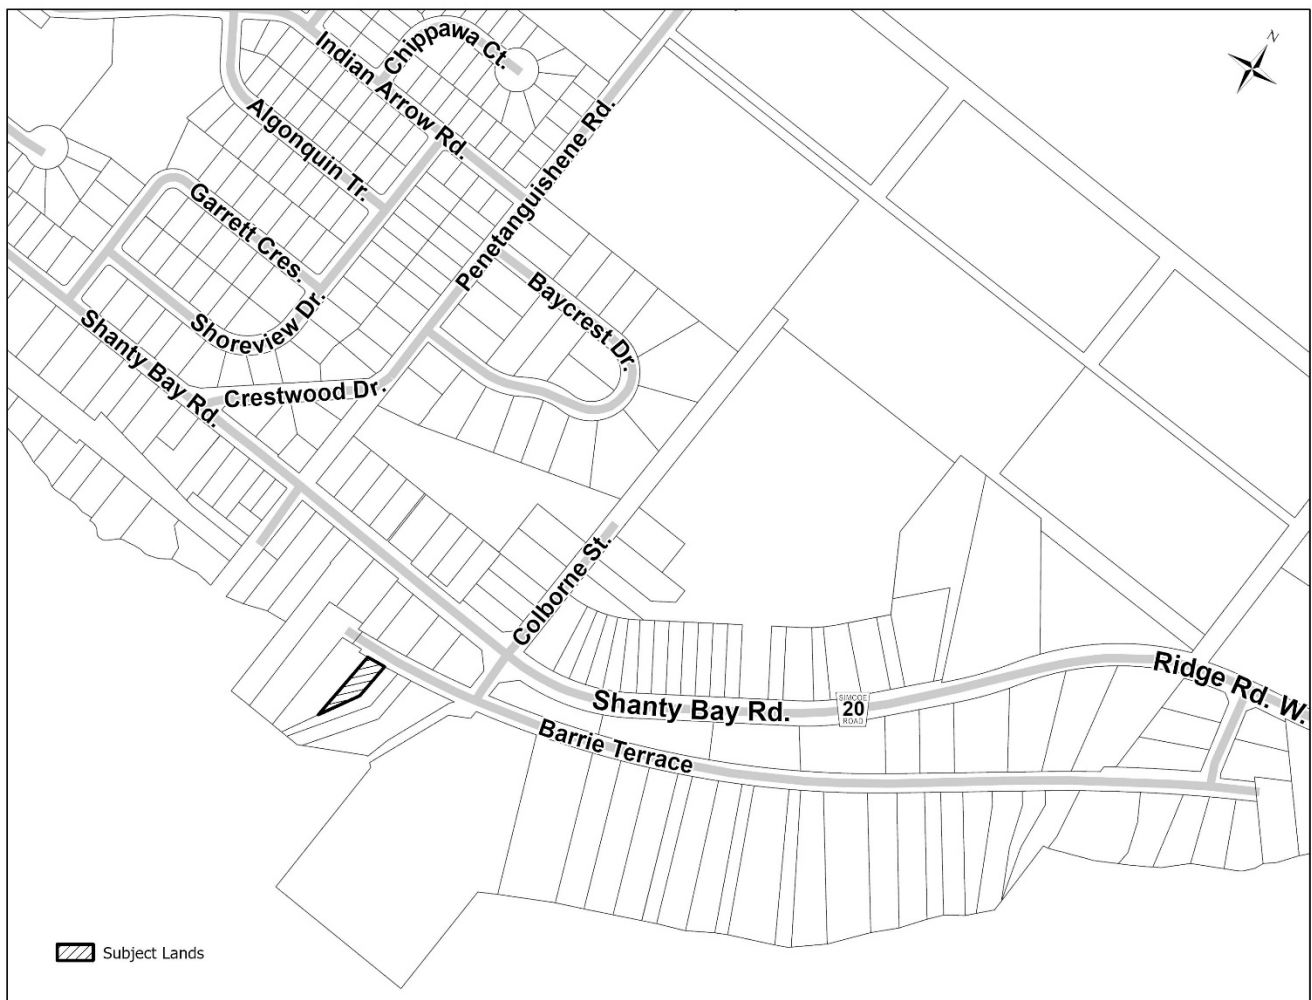 N
Chippawa Ct.
Indian Arrow Rd.
Algonquin Tr.
Penetanguishene Rd.
Garrett Cres.
Shoreview Dr.
Baycrest Dr.
Shanty Bay Rd.
Crestwood Dr.
Colborne St.
Ridge Rd. W.
Shanty Bay Rd.
SIMCOE
20
ROAD
Barrie Terrace
Subject Lands